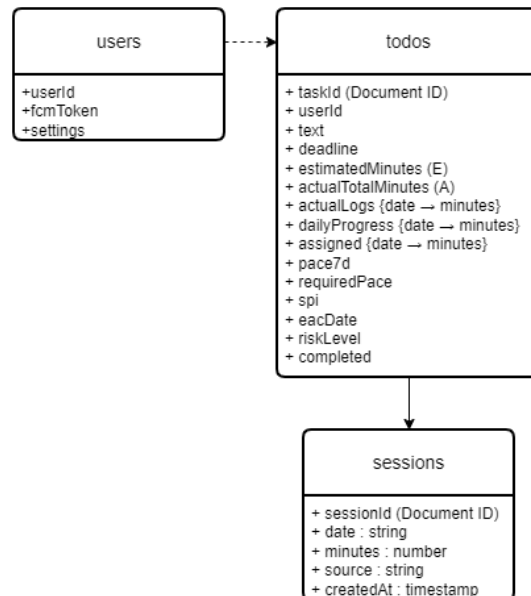 users
+userId
+fcmToken
+settings
todos
+ taskId (Document ID)
+ userId
+ text
+ deadline
+ estimatedMinutes (E)
+ actualTotalMinutes (A)
+ actualLogs {date → minutes}
+ dailyProgress {date → minutes}
+ assigned {date → minutes}
+ pace7d
+ requiredPace
+ spi
+ eacDate
+ riskLevel
+ completed
sessions
+ sessionId (Document ID)
+ date : string
+ minutes : number
+ source : string
+ createdAt : timestamp